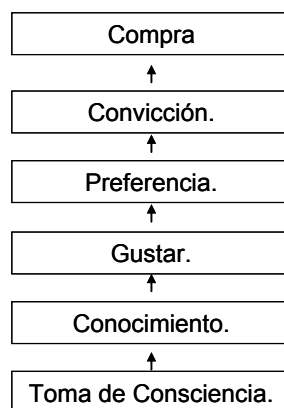 Compra
Convicción.
Preferencia.
Gustar.
Conocimiento.
Toma de Consciencia.